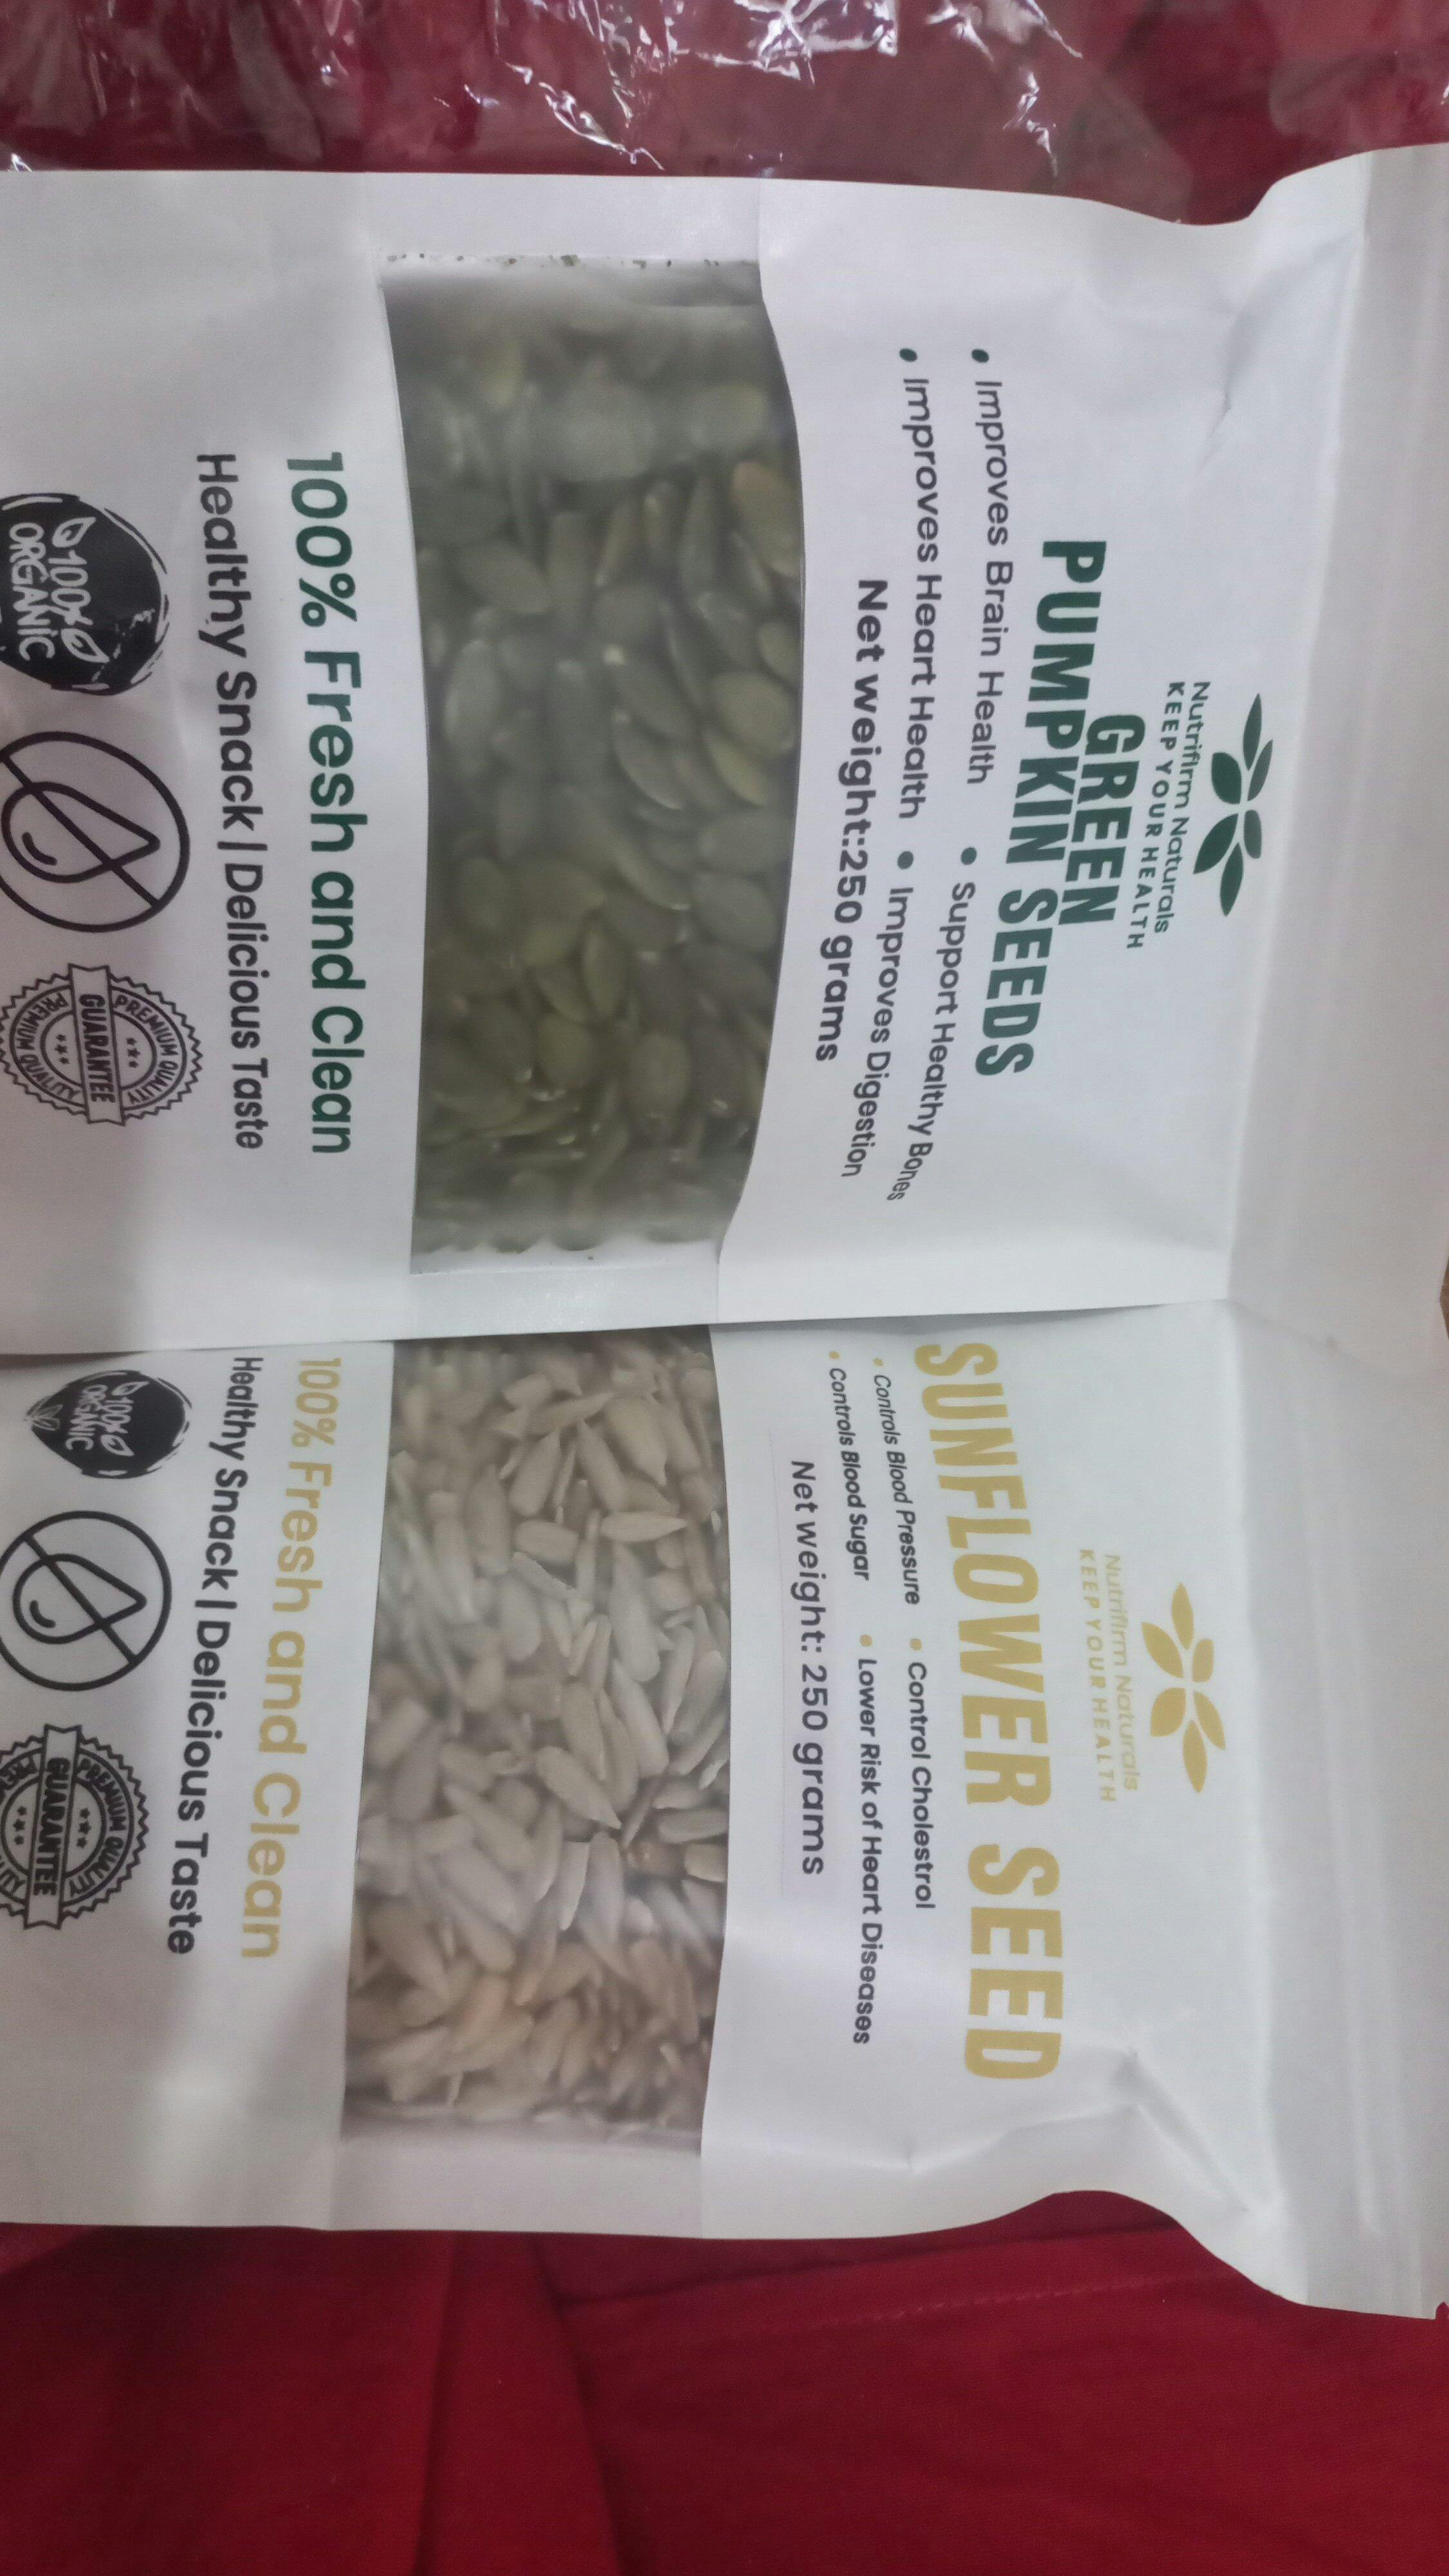 Nutrifirm Naturals
KEEP YOUR HEALTH
GREEN
PUMPKIN SEEDS
• Improves Brain Health • Support Healthy Bones
• Improves Heart Health • Improves Digestion
Net weight:250 grams
100% Fresh and Clean
Healthy Snack | Delicious Taste
100%
ORGANIC
PREMIUM QUALITY
GUARANTEE
PREMIUM QUALITY
Nutrifirm Naturals
KEEP YOUR HEALTH
SUNFLOWER SEED
• Controls Blood Pressure • Control Cholestrol
• Controls Blood Sugar • Lower Risk of Heart Diseases
Net weight: 250 grams
100% Fresh and Clean
Healthy Snack | Delicious Taste
100%
ORGANIC
PREMIUM QUALITY
GUARANTEE